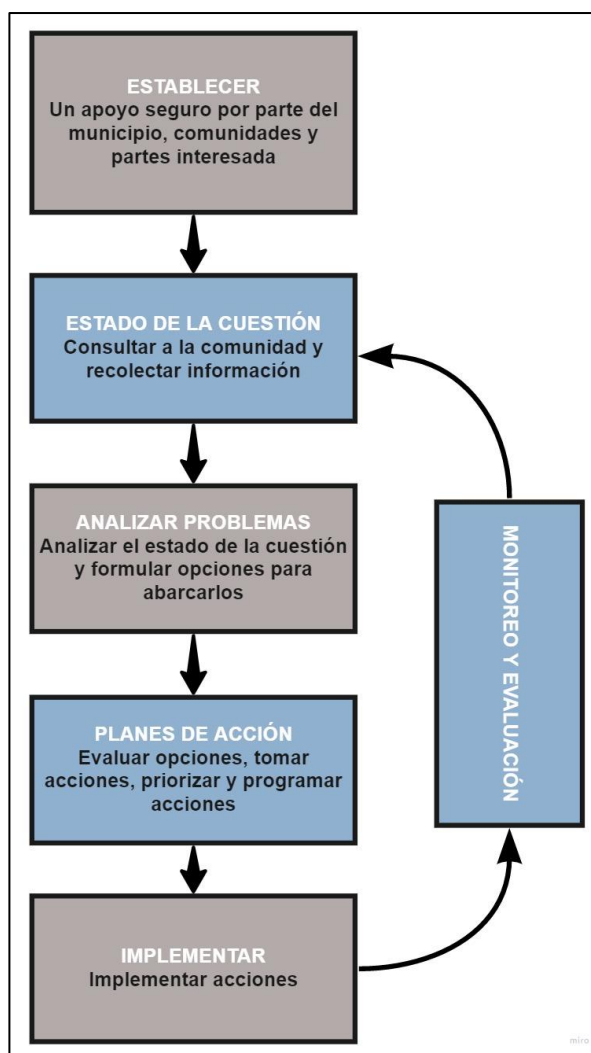 ESTABLECER
Un apoyo seguro por parte del
municipio, comunidades y
partes interesada
ESTADO DE LA CUESTIÓN
Consultar a la comunidad y
recolectar información
ANALIZAR PROBLEMAS
Analizar el estado de la cuestión
y formular opciones para
abarcarlos
PLANES DE ACCIÓN
Evaluar opciones, tomar
acciones, priorizar y programar
acciones
IMPLEMENTAR
Implementar acciones
MONITOREO Y EVALUACIÓN
miro